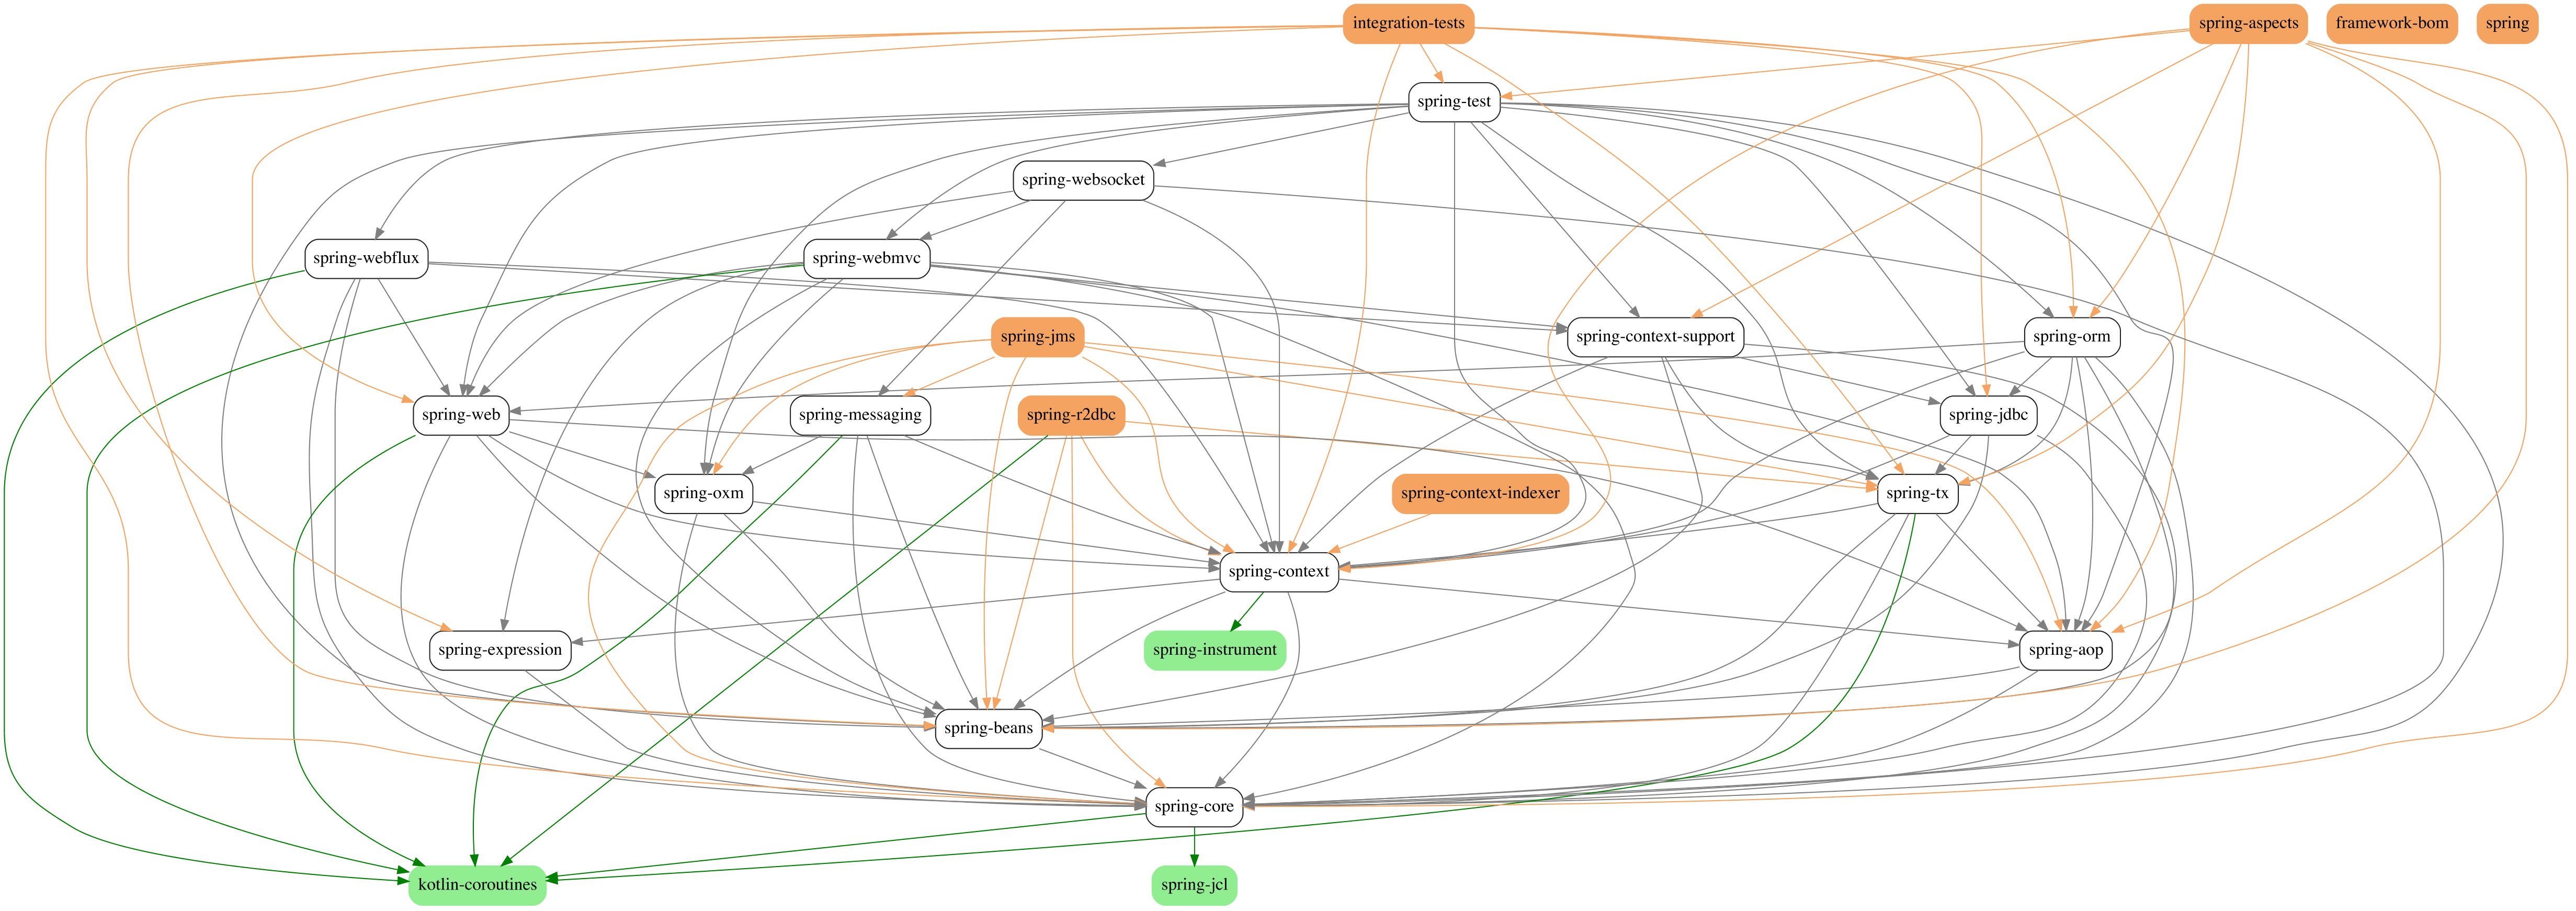 integration-tests
spring-aspects
framework-bom
spring
spring-test
spring-websocket
spring-webflux
spring-webmvc
spring-jms
spring-context-support
spring-orm
spring-web
spring-messaging
spring-r2dbc
spring-jdbc
spring-oxm
spring-context-indexer
spring-tx
spring-context
spring-expression
spring-instrument
spring-aop
spring-beans
spring-core
kotlin-coroutines
spring-jcl